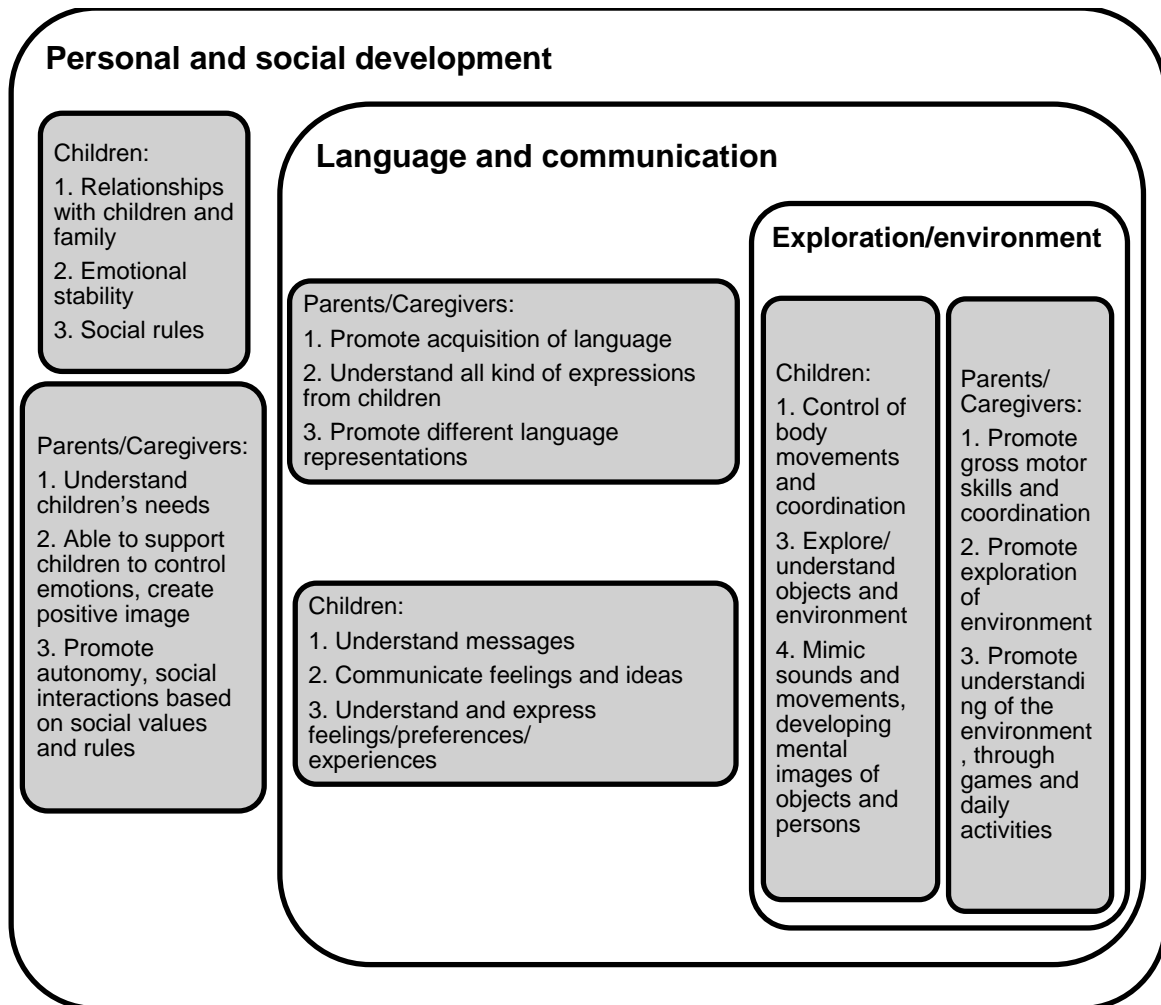 Personal and social development
Children:
1. Relationships
with children and
family
2. Emotional
stability
3. Social rules
Parents/Caregivers:
1. Understand
children’s needs
2. Able to support
children to control
emotions, create
positive image
3. Promote
autonomy, social
interactions based
on social values
and rules
Language and communication
Parents/Caregivers:
1. Promote acquisition of language
2. Understand all kind of expressions
from children
3. Promote different language
representations
Children:
1. Understand messages
2. Communicate feelings and ideas
3. Understand and express
feelings/preferences/
experiences
Exploration/environment
Children:
1. Control of
body
movements
and
coordination
3. Explore/
understand
objects and
environment
4. Mimic
sounds and
movements,
developing
mental
images of
objects and
persons
Parents/
Caregivers:
1. Promote
gross motor
skills and
coordination
2. Promote
exploration
of
environment
3. Promote
understandi
ng of the
environment
, through
games and
daily
activities